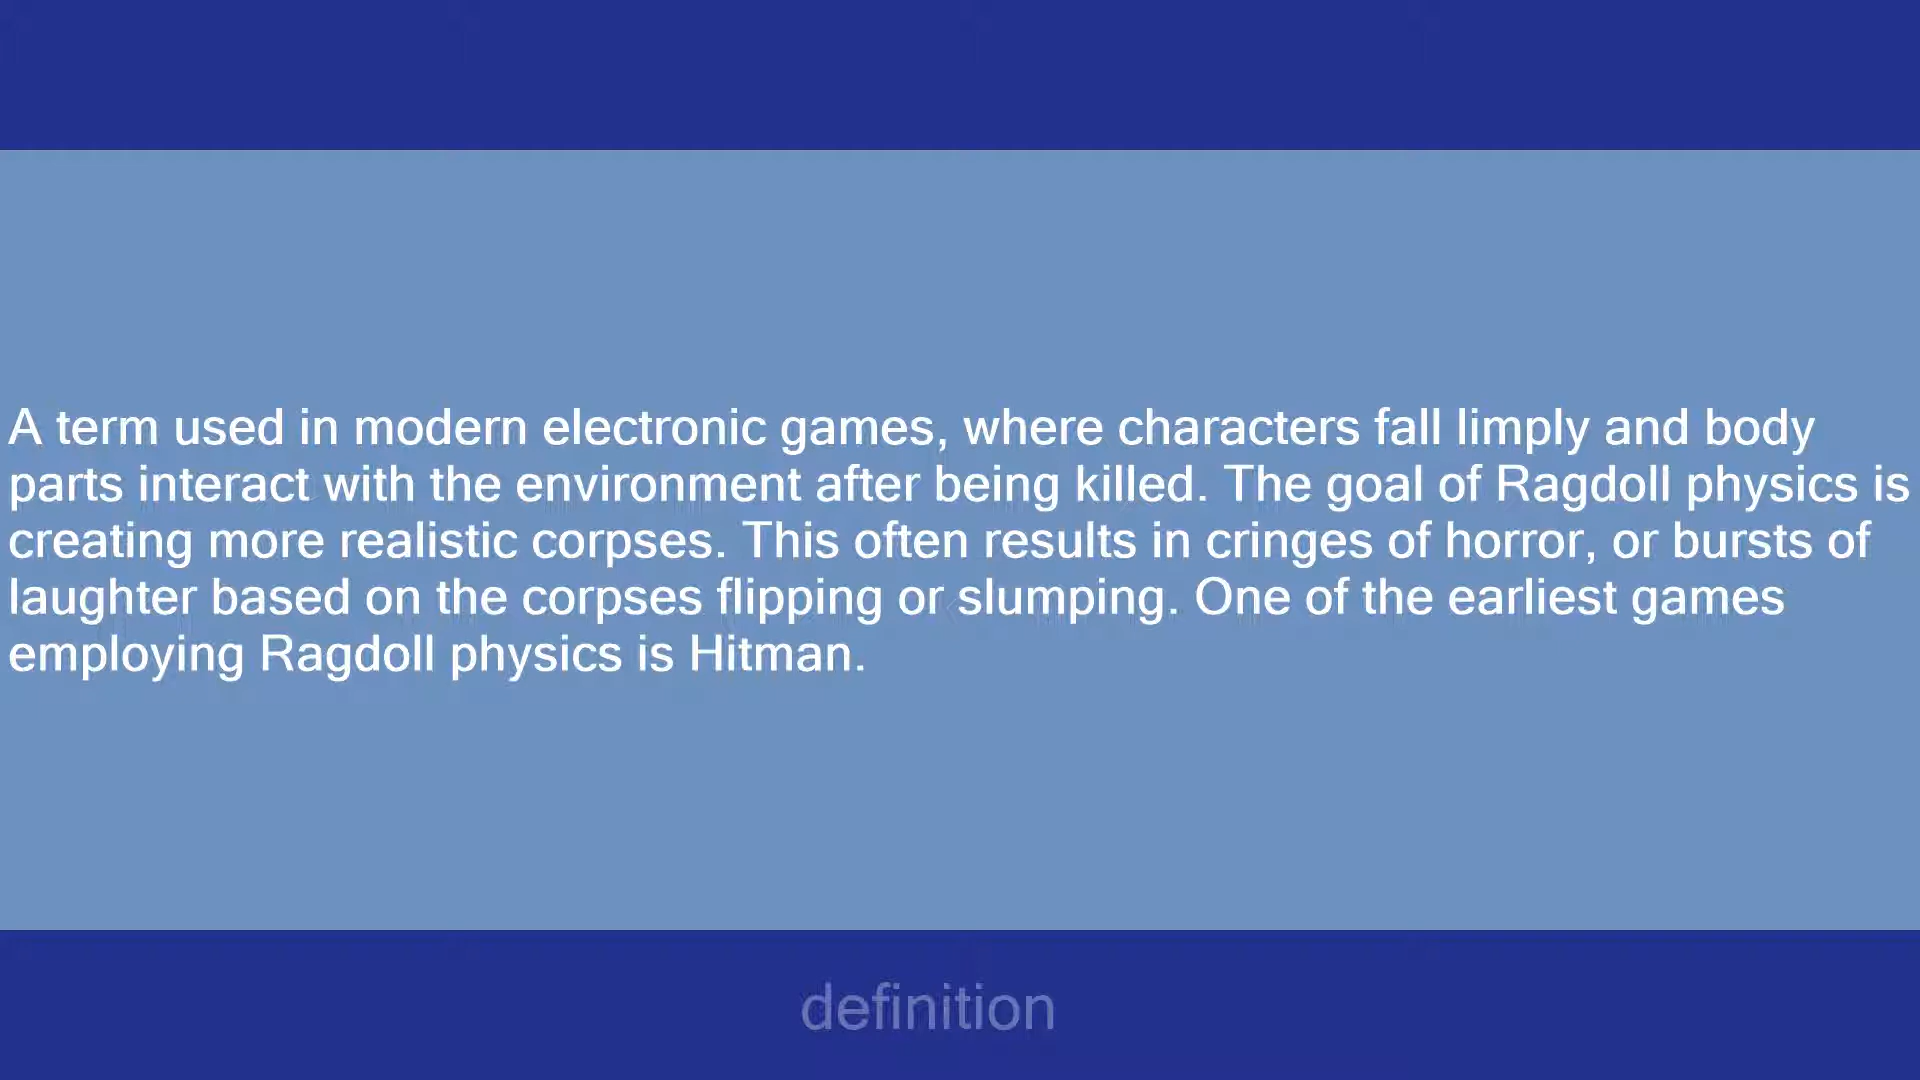 A term used in modern electronic games, where characters fall limply and body
parts interact with the environment after being killed. The goal of Ragdoll physics is
creating more realistic corpses. This often results in cringes of horror, or bursts of
laughter based on the corpses flipping or slumping. One of the earliest games
employing Ragdoll physics is Hitman.
definition